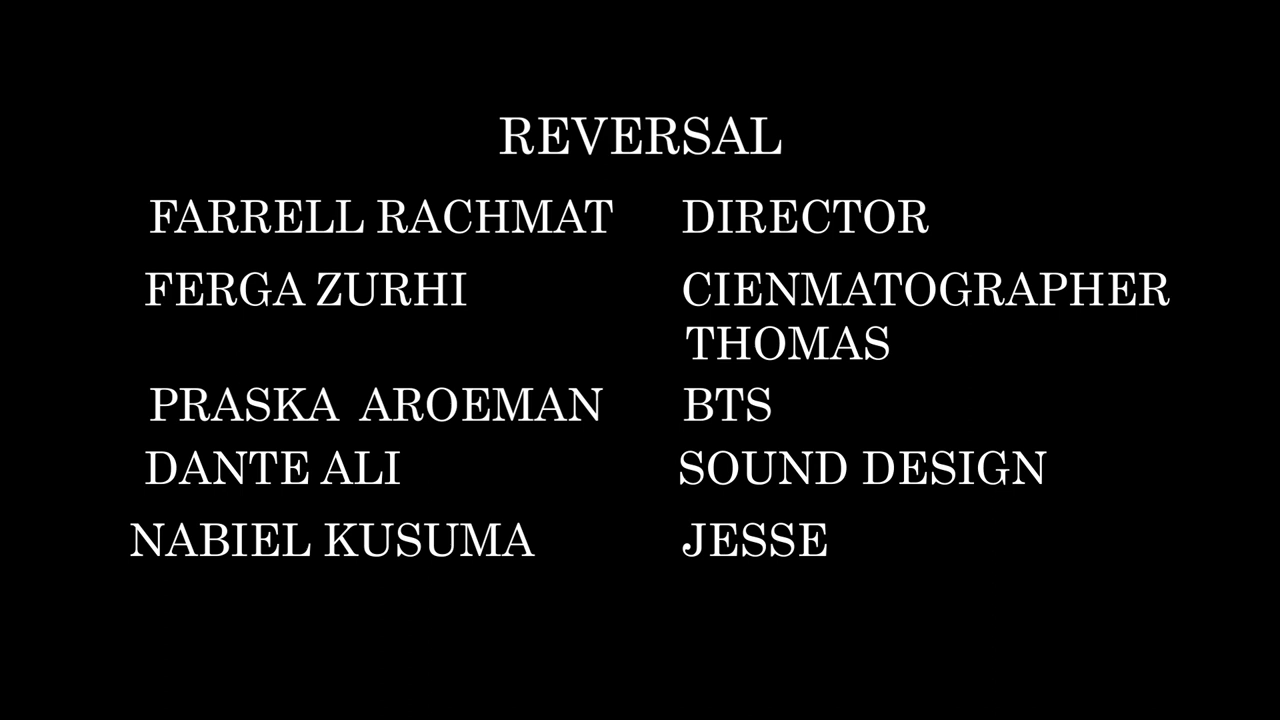 REVERSAL
FARRELL RACHMAT DIRECTOR
FERGA ZURHI CIENMATOGRAPHER
THOMAS
PRASKA AROEMAN BTS
DANTE ALI SOUND DESIGN
NABIEL KUSUMA JESSE